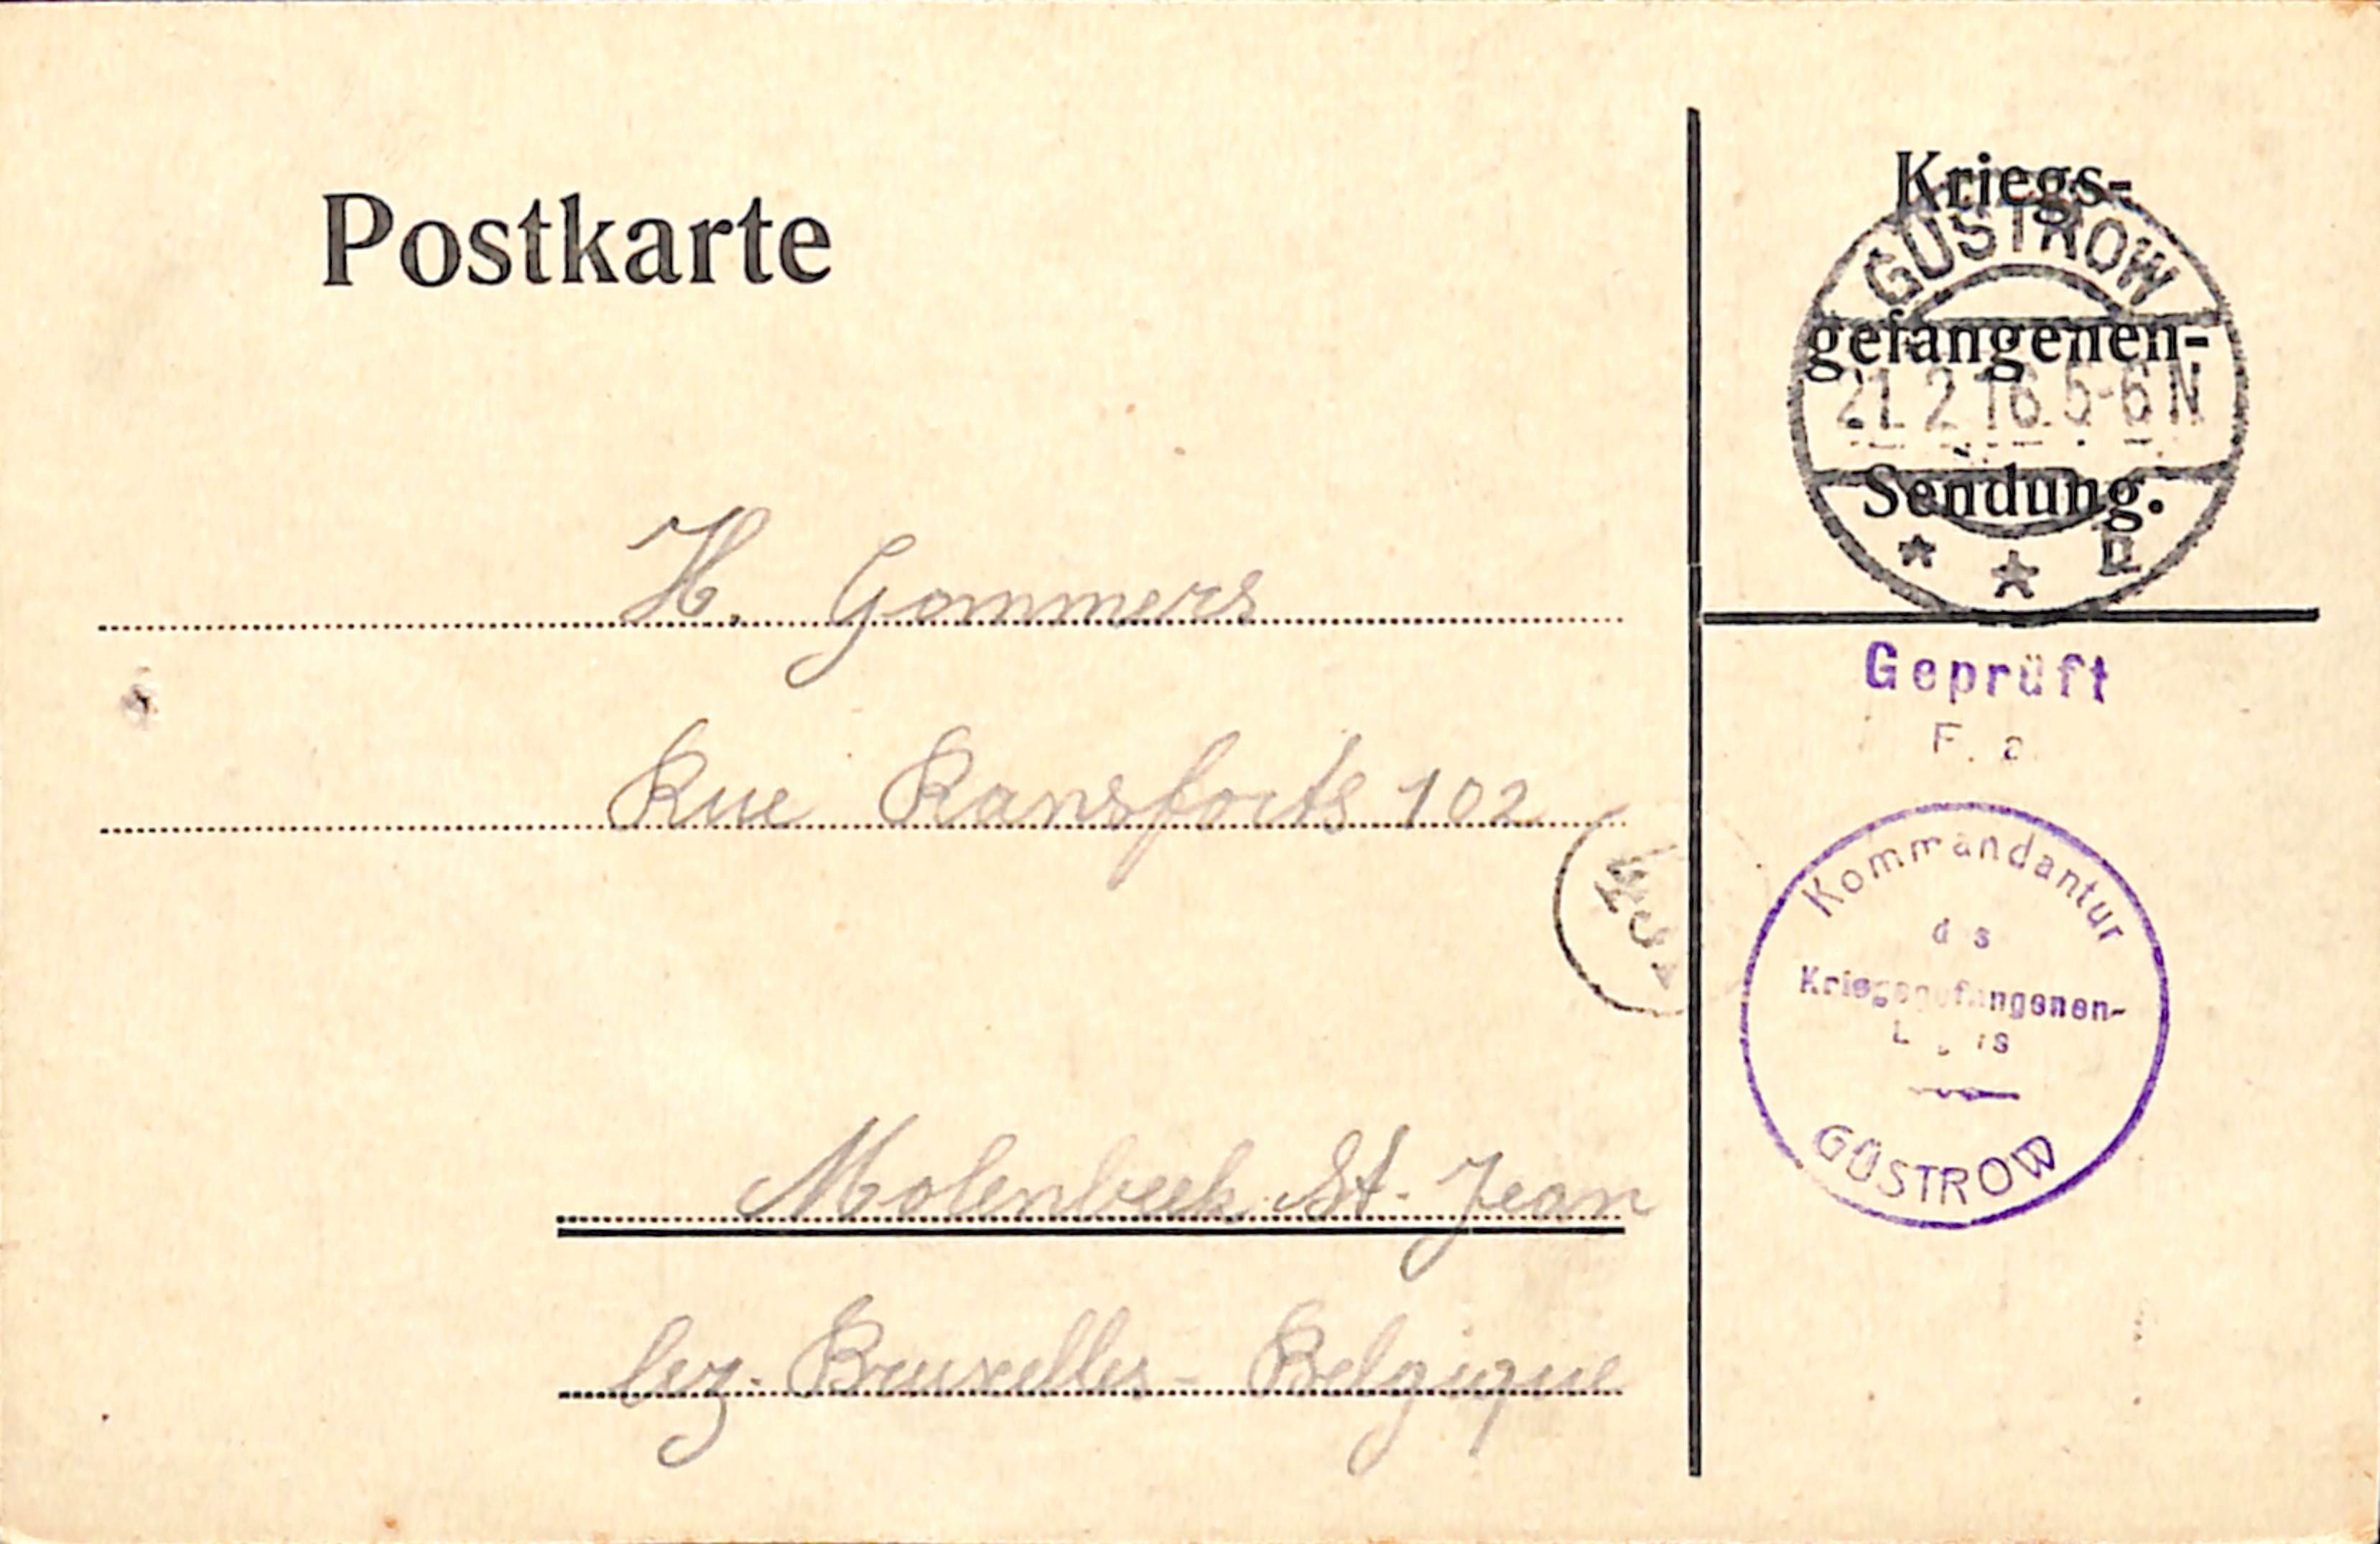 Postkarte
Kriegs-
gefangenen-
Sendung.
GÜSTROW
21.2.16.5-6N
* *
H. Gommers
Rue Ransforts 102
Molenbeek St. Jean
lez. Bruxelles - Belgique
Geprüft
F. a.
Kommandantur
d s
Kriegsgefangenen-
GÜSTROW